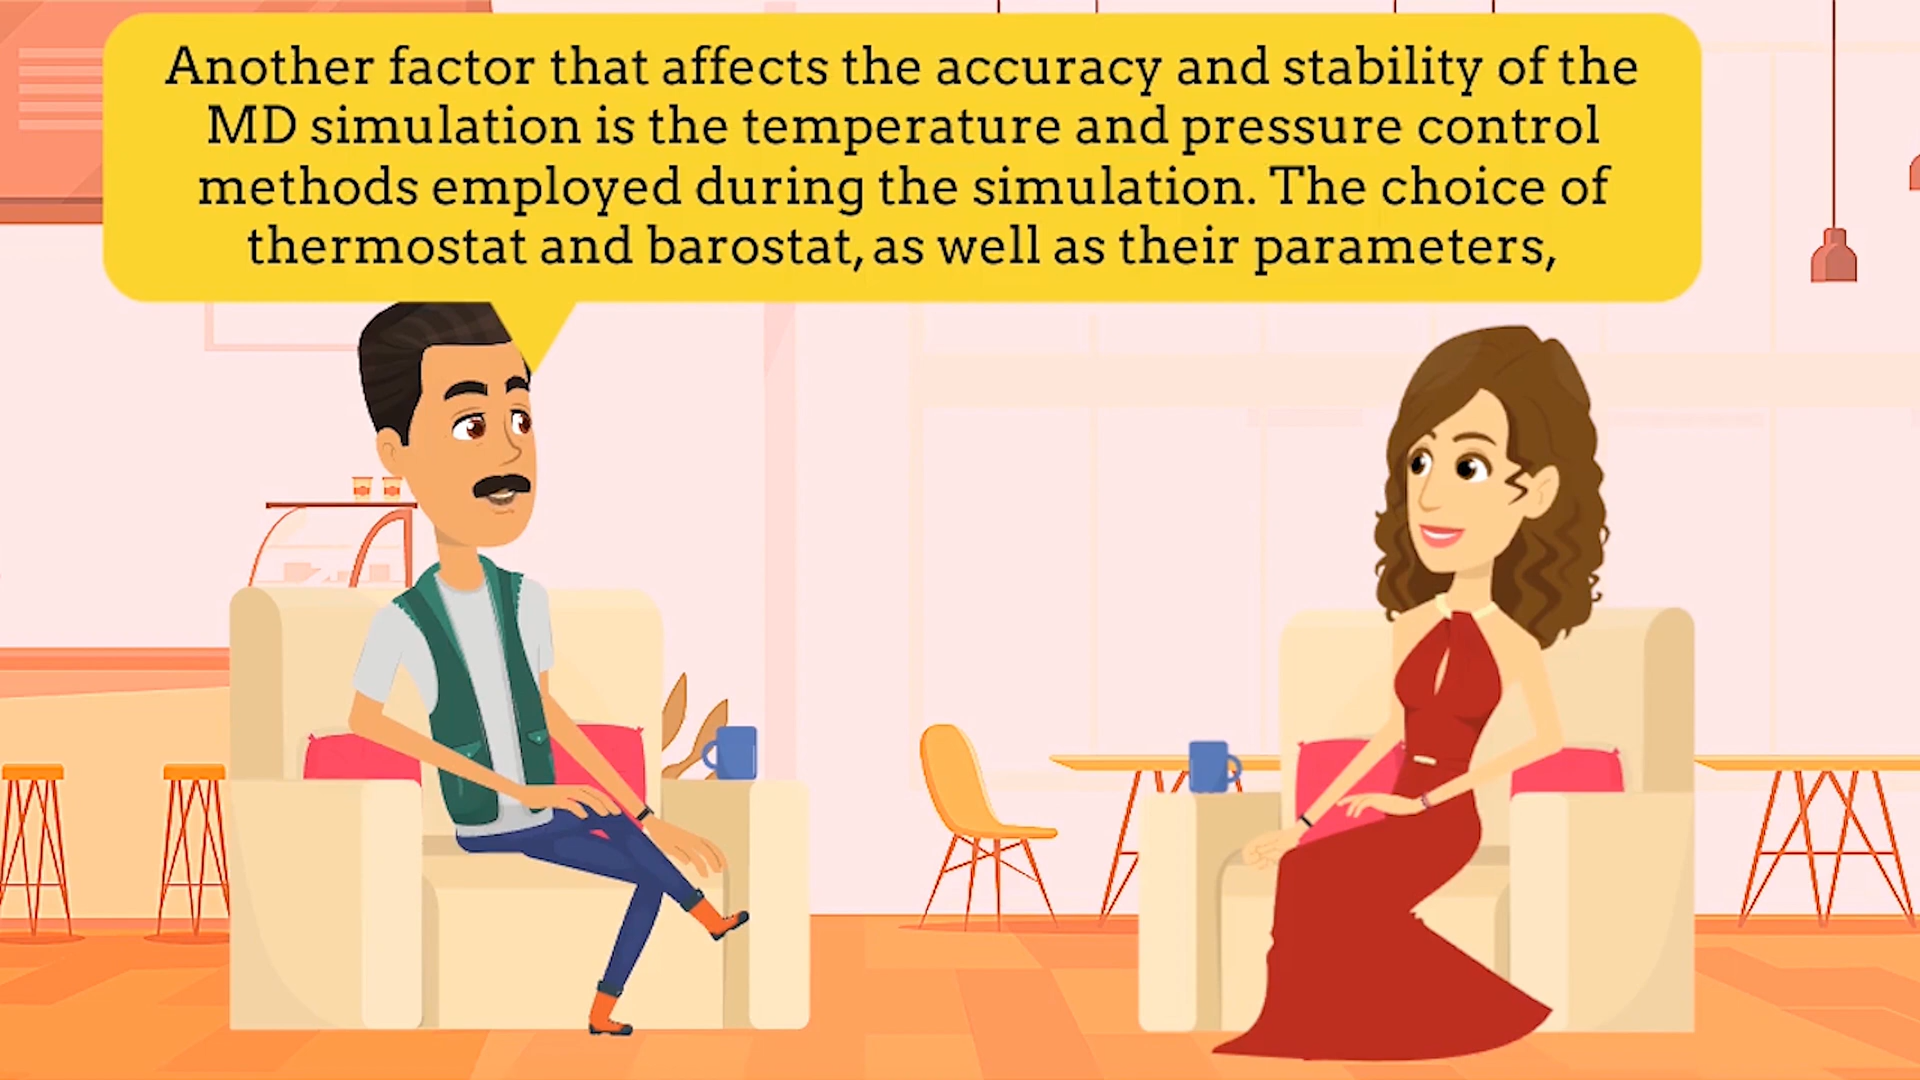 Another factor that affects the accuracy and stability of the
MD simulation is the temperature and pressure control
methods employed during the simulation. The choice of
thermostat and barostat, as well as their parameters,